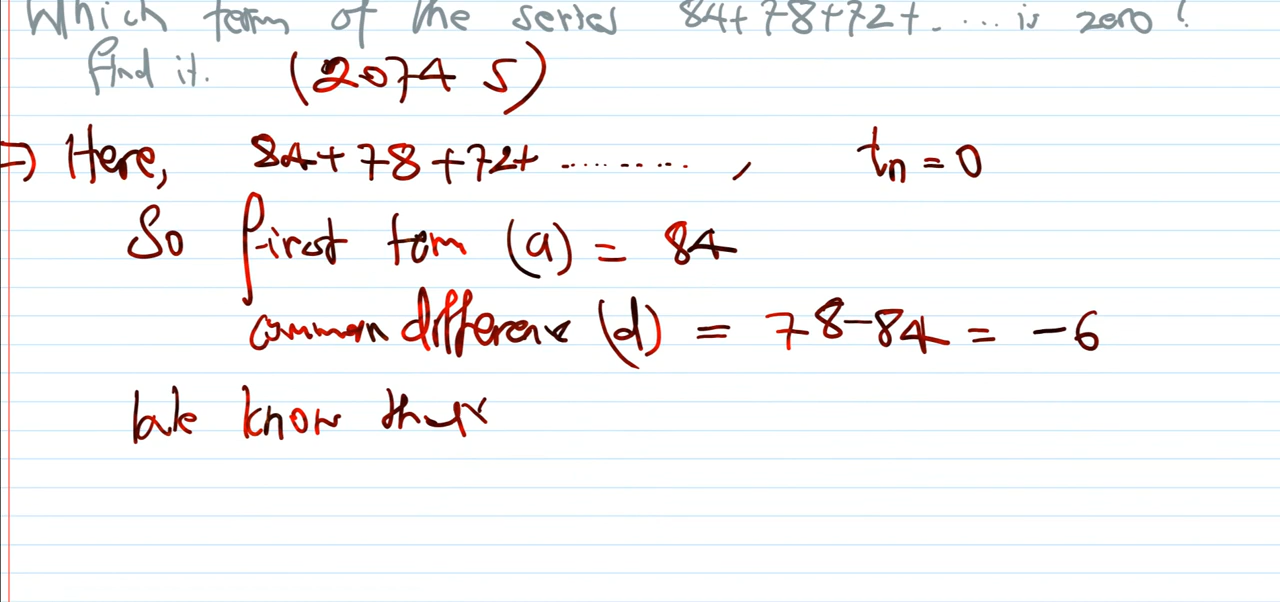 Which term of the series 84+78+72+.... is zero?
find it. (2074 S)
⇒ Here, 84+78+72+.........., tn = 0
So first term (a) = 84
common difference (d) = 78-84 = -6
We know that